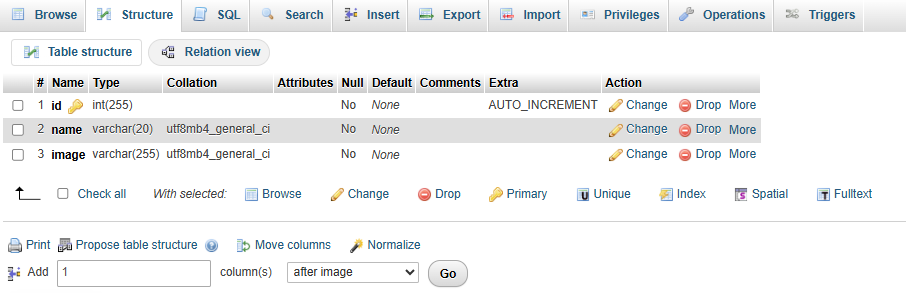 Browse Structure SQL Search Insert Export Import Privileges Operations Triggers
Table structure Relation view
# Name Type Collation Attributes Null Default Comments Extra Action
1 id int(255) No None AUTO_INCREMENT Change Drop More
2 name varchar(20) utf8mb4_general_ci No None Change Drop More
3 image varchar(255) utf8mb4_general_ci No None Change Drop More
Check all With selected: Browse Change Drop Primary Unique Index Spatial Fulltext
Print Propose table structure Move columns Normalize
Add 1 column(s) after image Go